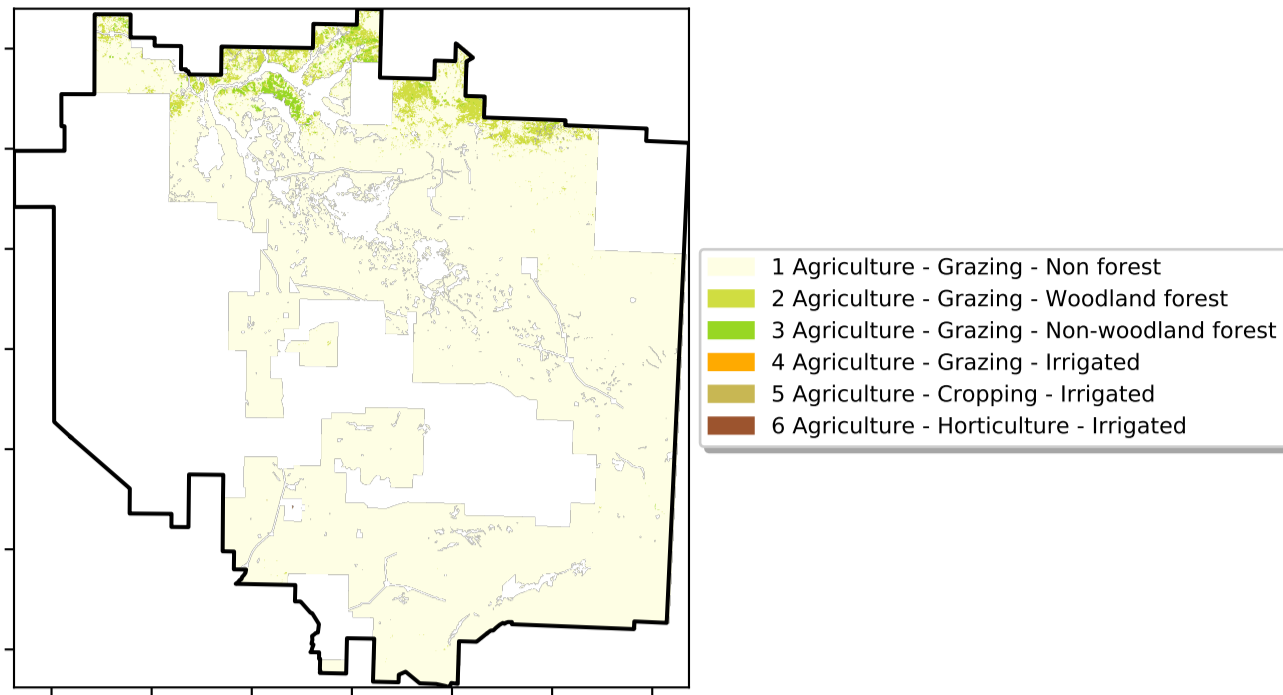 1 Agriculture - Grazing - Non forest
2 Agriculture - Grazing - Woodland forest
3 Agriculture - Grazing - Non-woodland forest
4 Agriculture - Grazing - Irrigated
5 Agriculture - Cropping - Irrigated
6 Agriculture - Horticulture - Irrigated